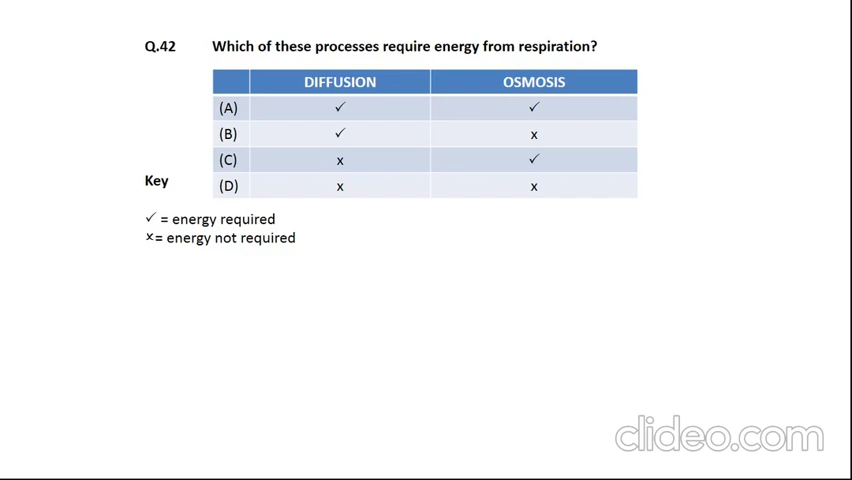 Q.42 Which of these processes require energy from respiration?
DIFFUSION OSMOSIS
(A) ✓ ✓
(B) ✓ x
(C) x ✓
(D) x x
Key
✓ = energy required
x= energy not required
clideo.com